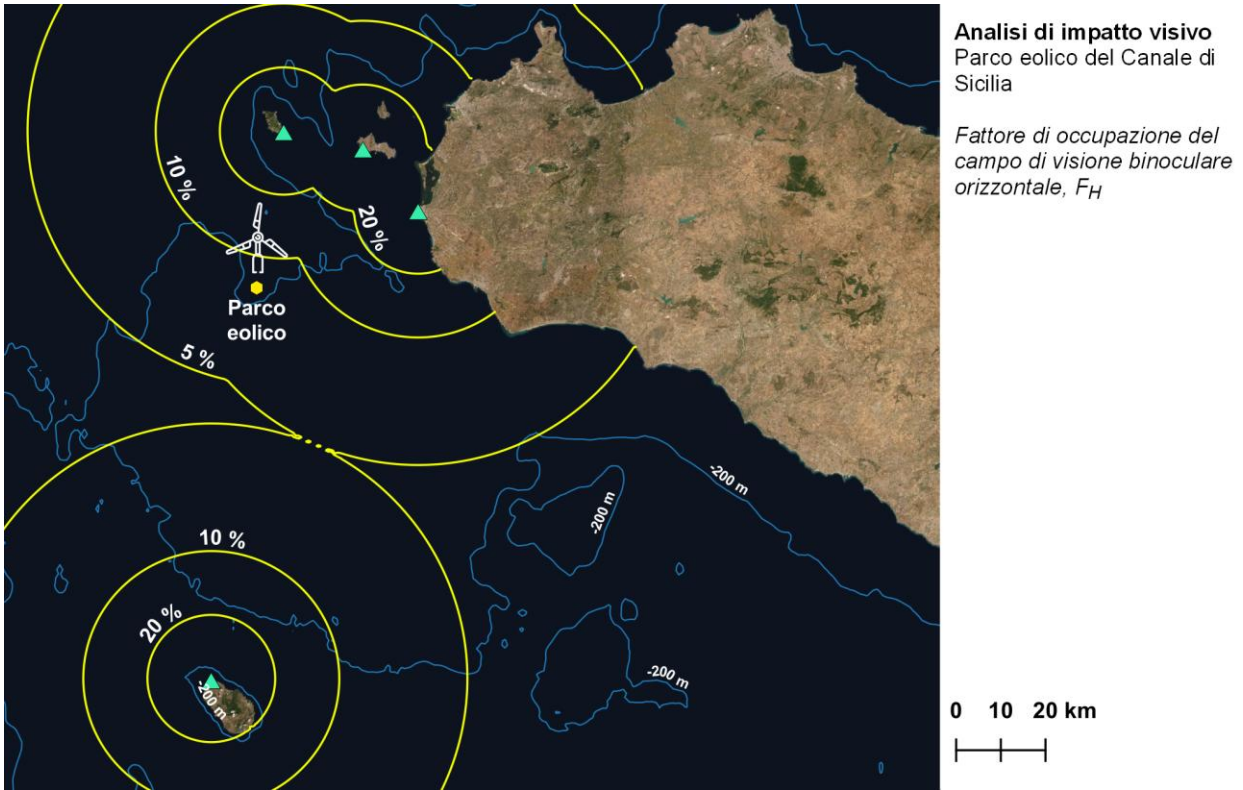 Analisi di impatto visivo
Parco eolico del Canale di
Sicilia
Fattore di occupazione del
campo di visione binoculare
orizzontale, F_H
10 %
20 %
Parco
eolico
5 %
-200 m
-200 m
10 %
20 %
-200 m
-200 m
0 10 20 km